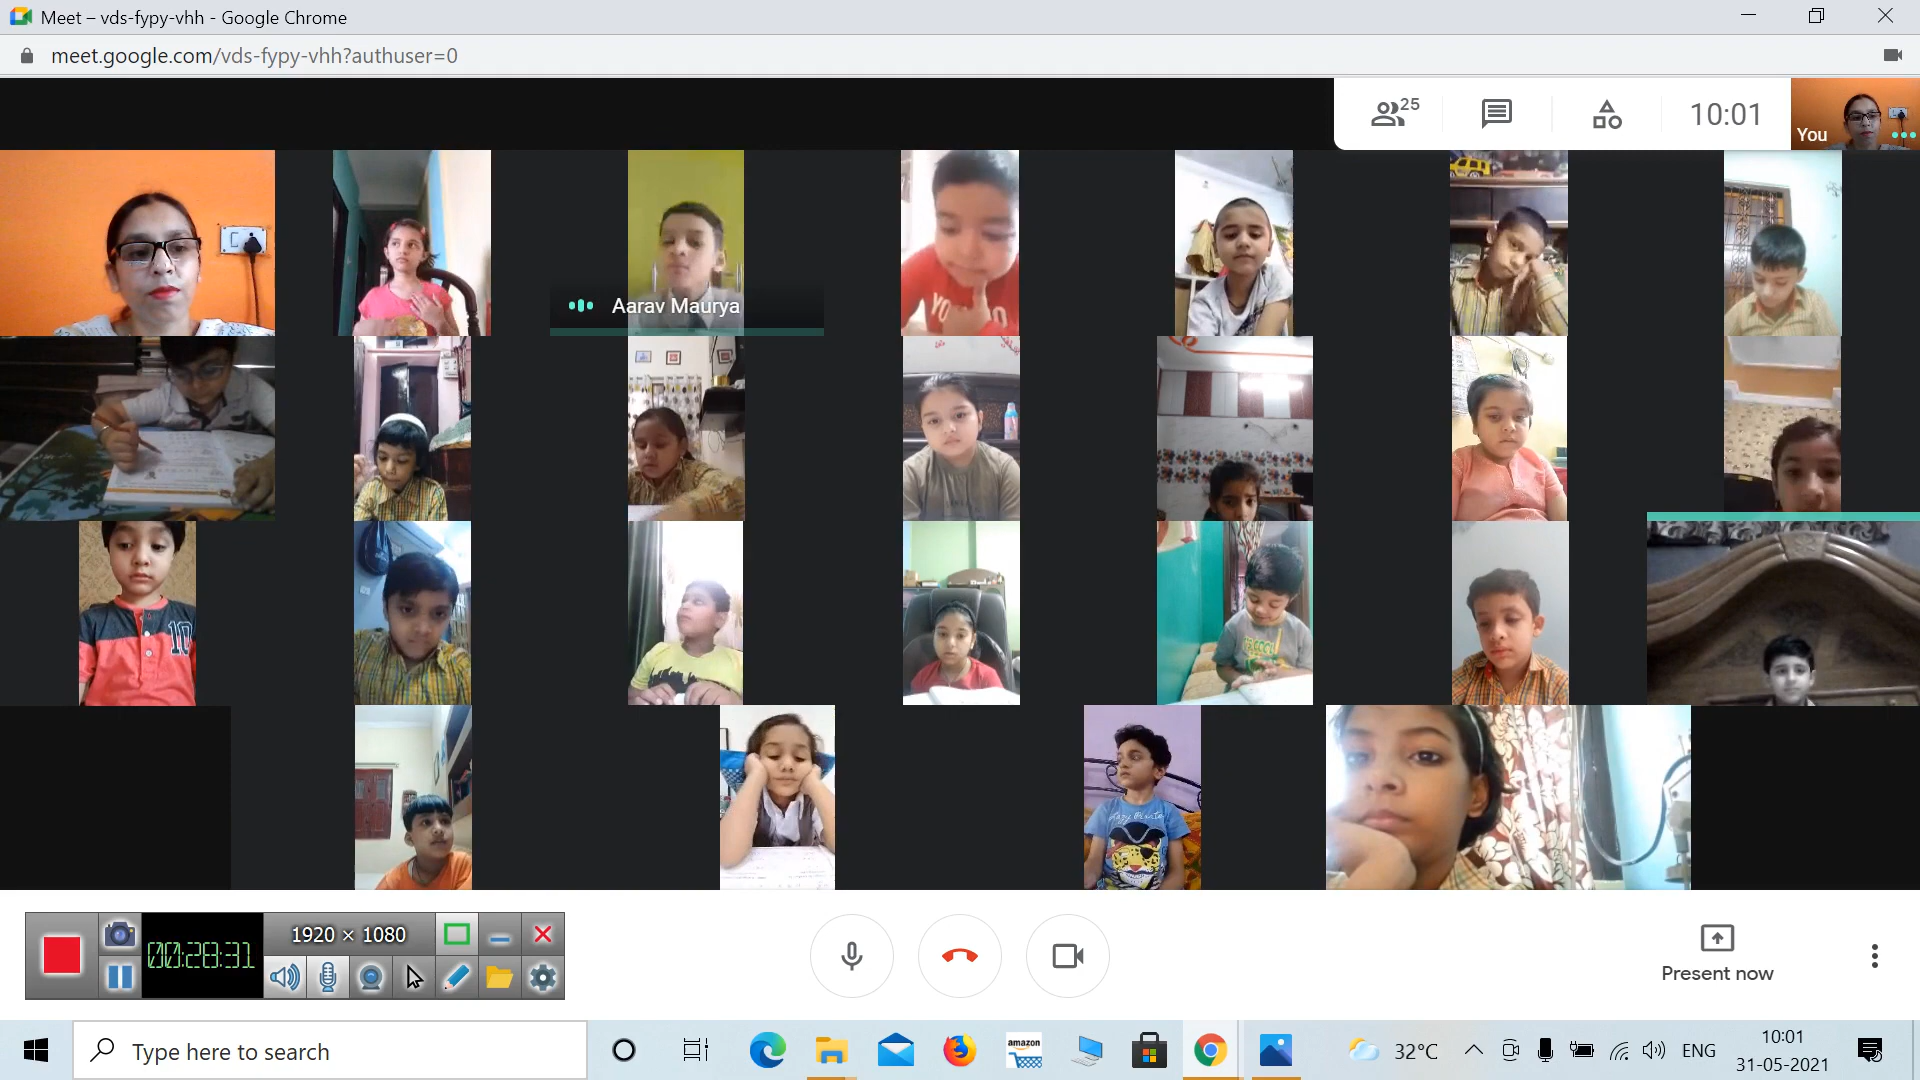 Meet – vds-fypy-vhh - Google Chrome
meet.google.com/vds-fypy-vhh?authuser=0
25
10:01
You
Aarav Maurya
10
00:28:31
1920 × 1080
Present now
Type here to search
amazon
32°C
ENG
10:01
31-05-2021